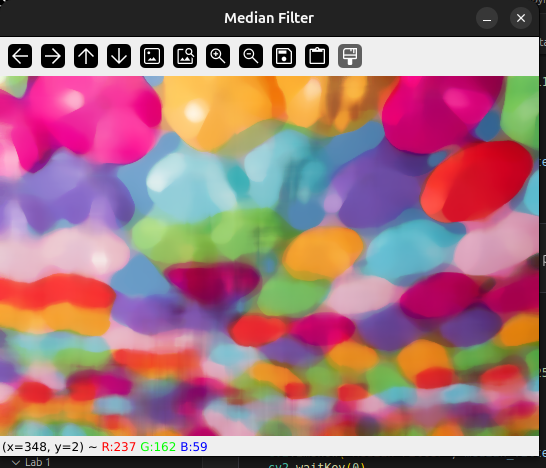 Median Filter
(x=348, y=2) ~ R:237 G:162 B:59
Lab 1
cv2.waitKey(0)